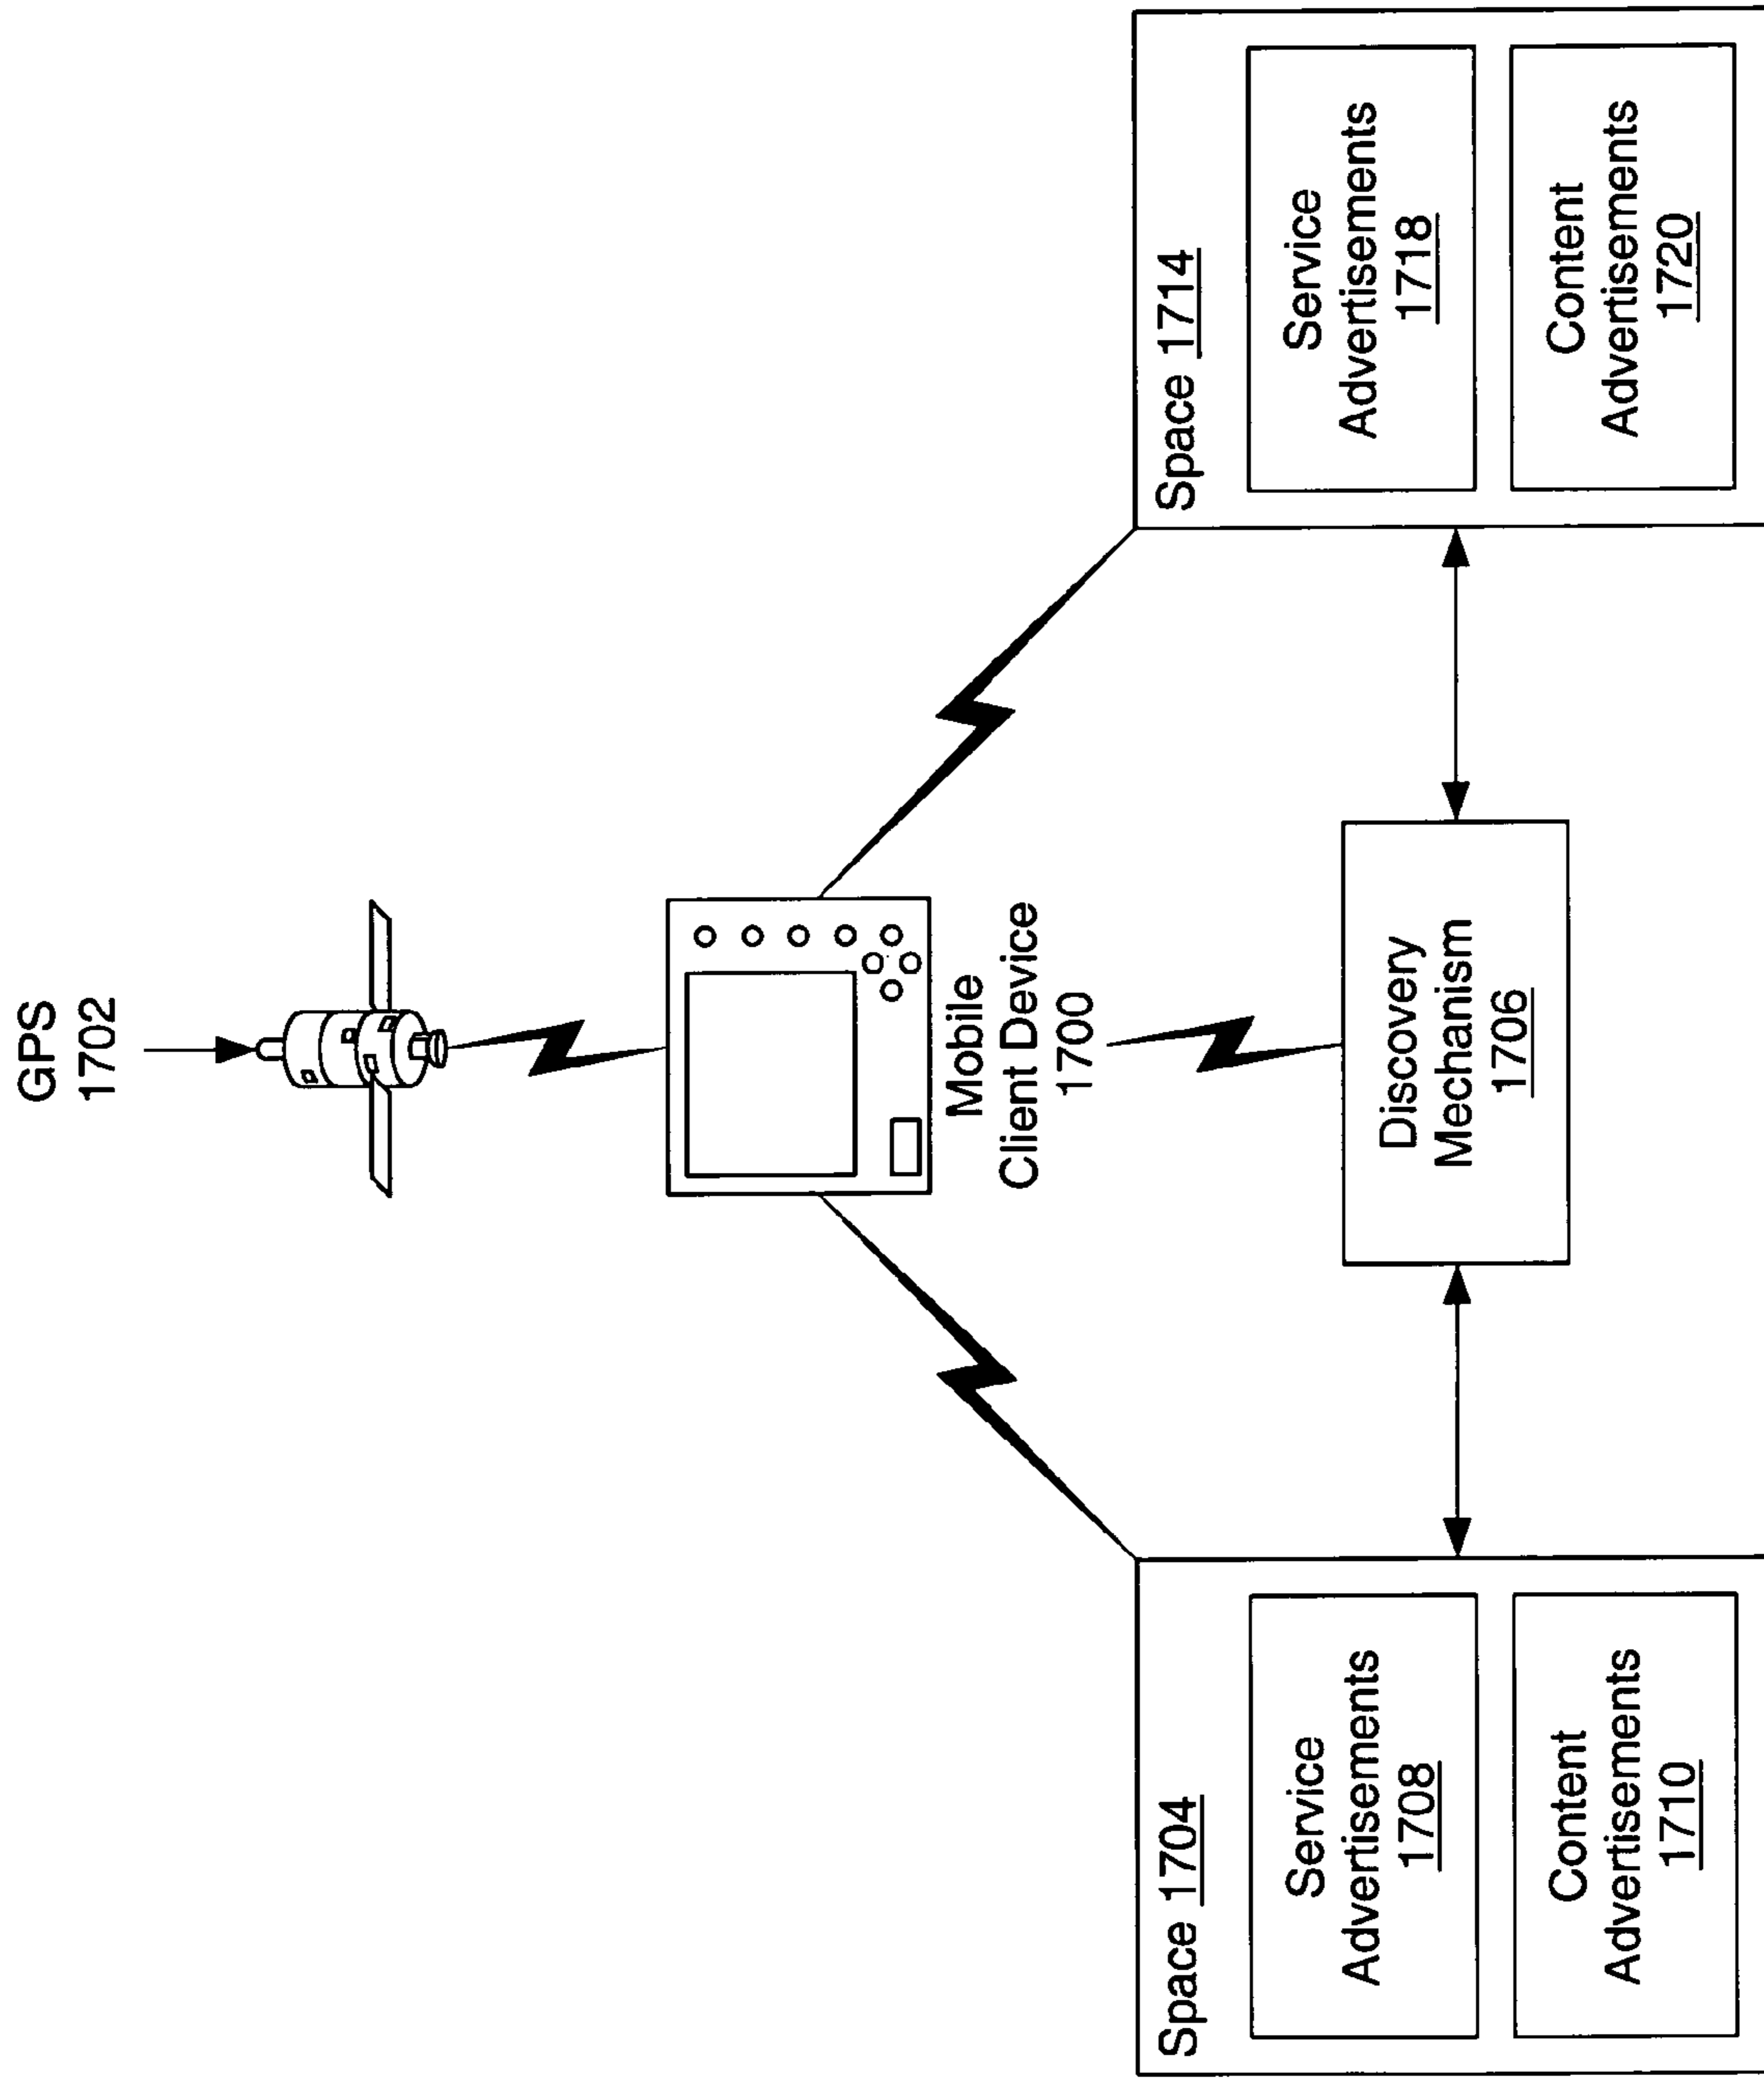 GPS
1702
Mobile
Client Device
1700
Space 1704
Service
Advertisements
1708
Content
Advertisements
1710
Discovery
Mechanism
1706
Space 1714
Service
Advertisements
1718
Content
Advertisements
1720